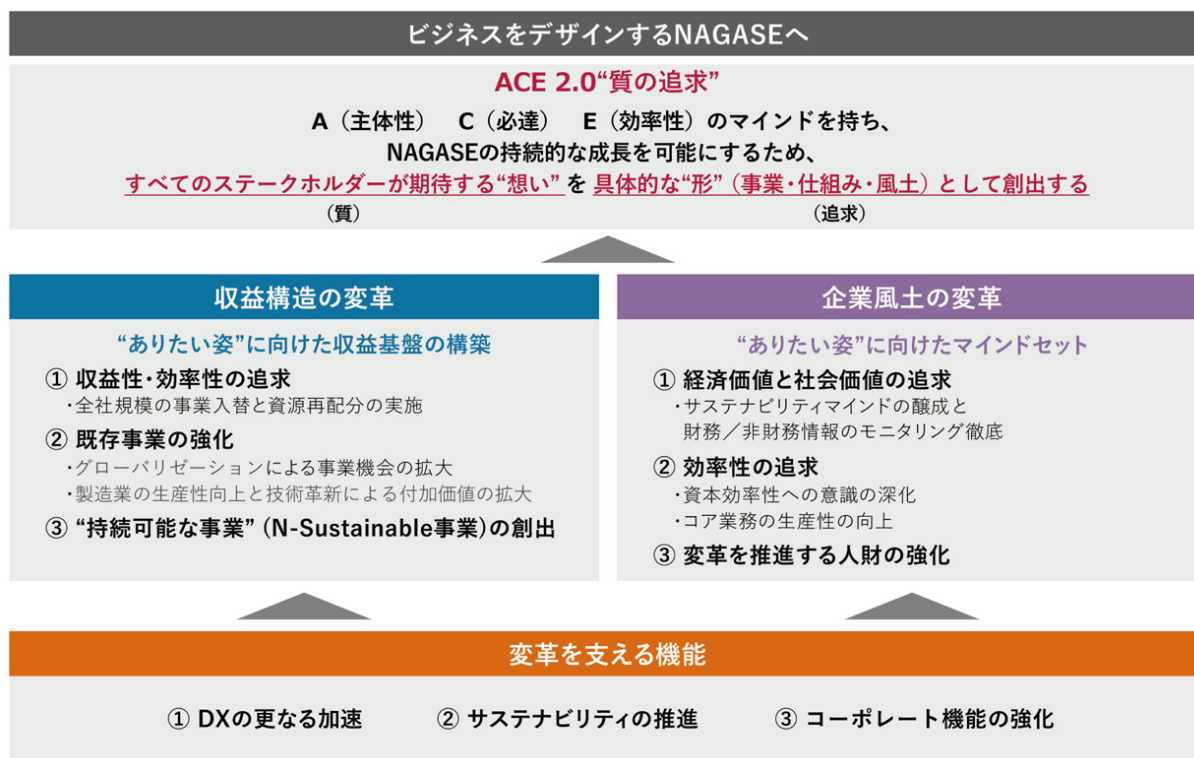 ビジネスをデザインするNAGASEへ
ACE 2.0“質の追求”
A（主体性）　C（必達）　E（効率性）のマインドを持ち、
NAGASEの持続的な成長を可能にするため、
すべてのステークホルダーが期待する“想い”を 具体的な“形”（事業・仕組み・風土）として創出する
（質）　（追求）
収益構造の変革
“ありたい姿”に向けた収益基盤の構築
① 収益性・効率性の追求
・全社規模の事業入替と資源再配分の実施
② 既存事業の強化
・グローバリゼーションによる事業機会の拡大
・製造業の生産性向上と技術革新による付加価値の拡大
③ “持続可能な事業”（N-Sustainable事業）の創出
企業風土の変革
“ありたい姿”に向けたマインドセット
① 経済価値と社会価値の追求
・サステナビリティマインドの醸成と
財務／非財務情報のモニタリング徹底
② 効率性の追求
・資本効率性への意識の深化
・コア業務の生産性の向上
③ 変革を推進する人財の強化
変革を支える機能
① DXの更なる加速　② サステナビリティの推進　③ コーポレート機能の強化